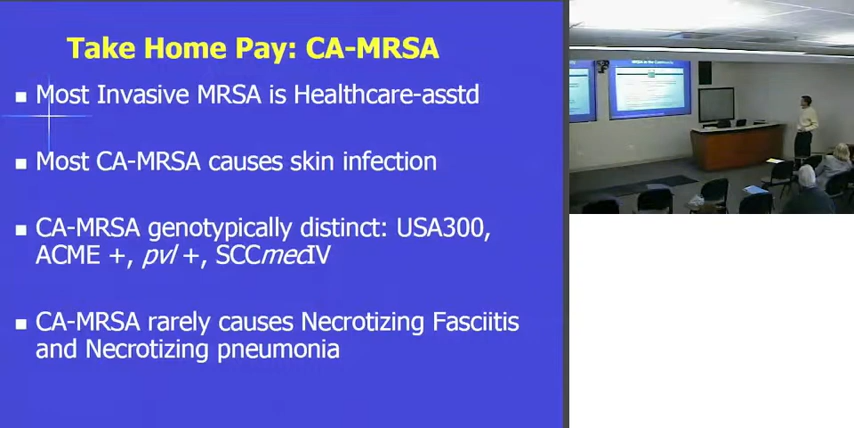 Take Home Pay: CA-MRSA
Most Invasive MRSA is Healthcare-asstd
Most CA-MRSA causes skin infection
CA-MRSA genotypically distinct: USA300,
ACME +, pvl +, SCCmecIV
CA-MRSA rarely causes Necrotizing Fasciitis
and Necrotizing pneumonia